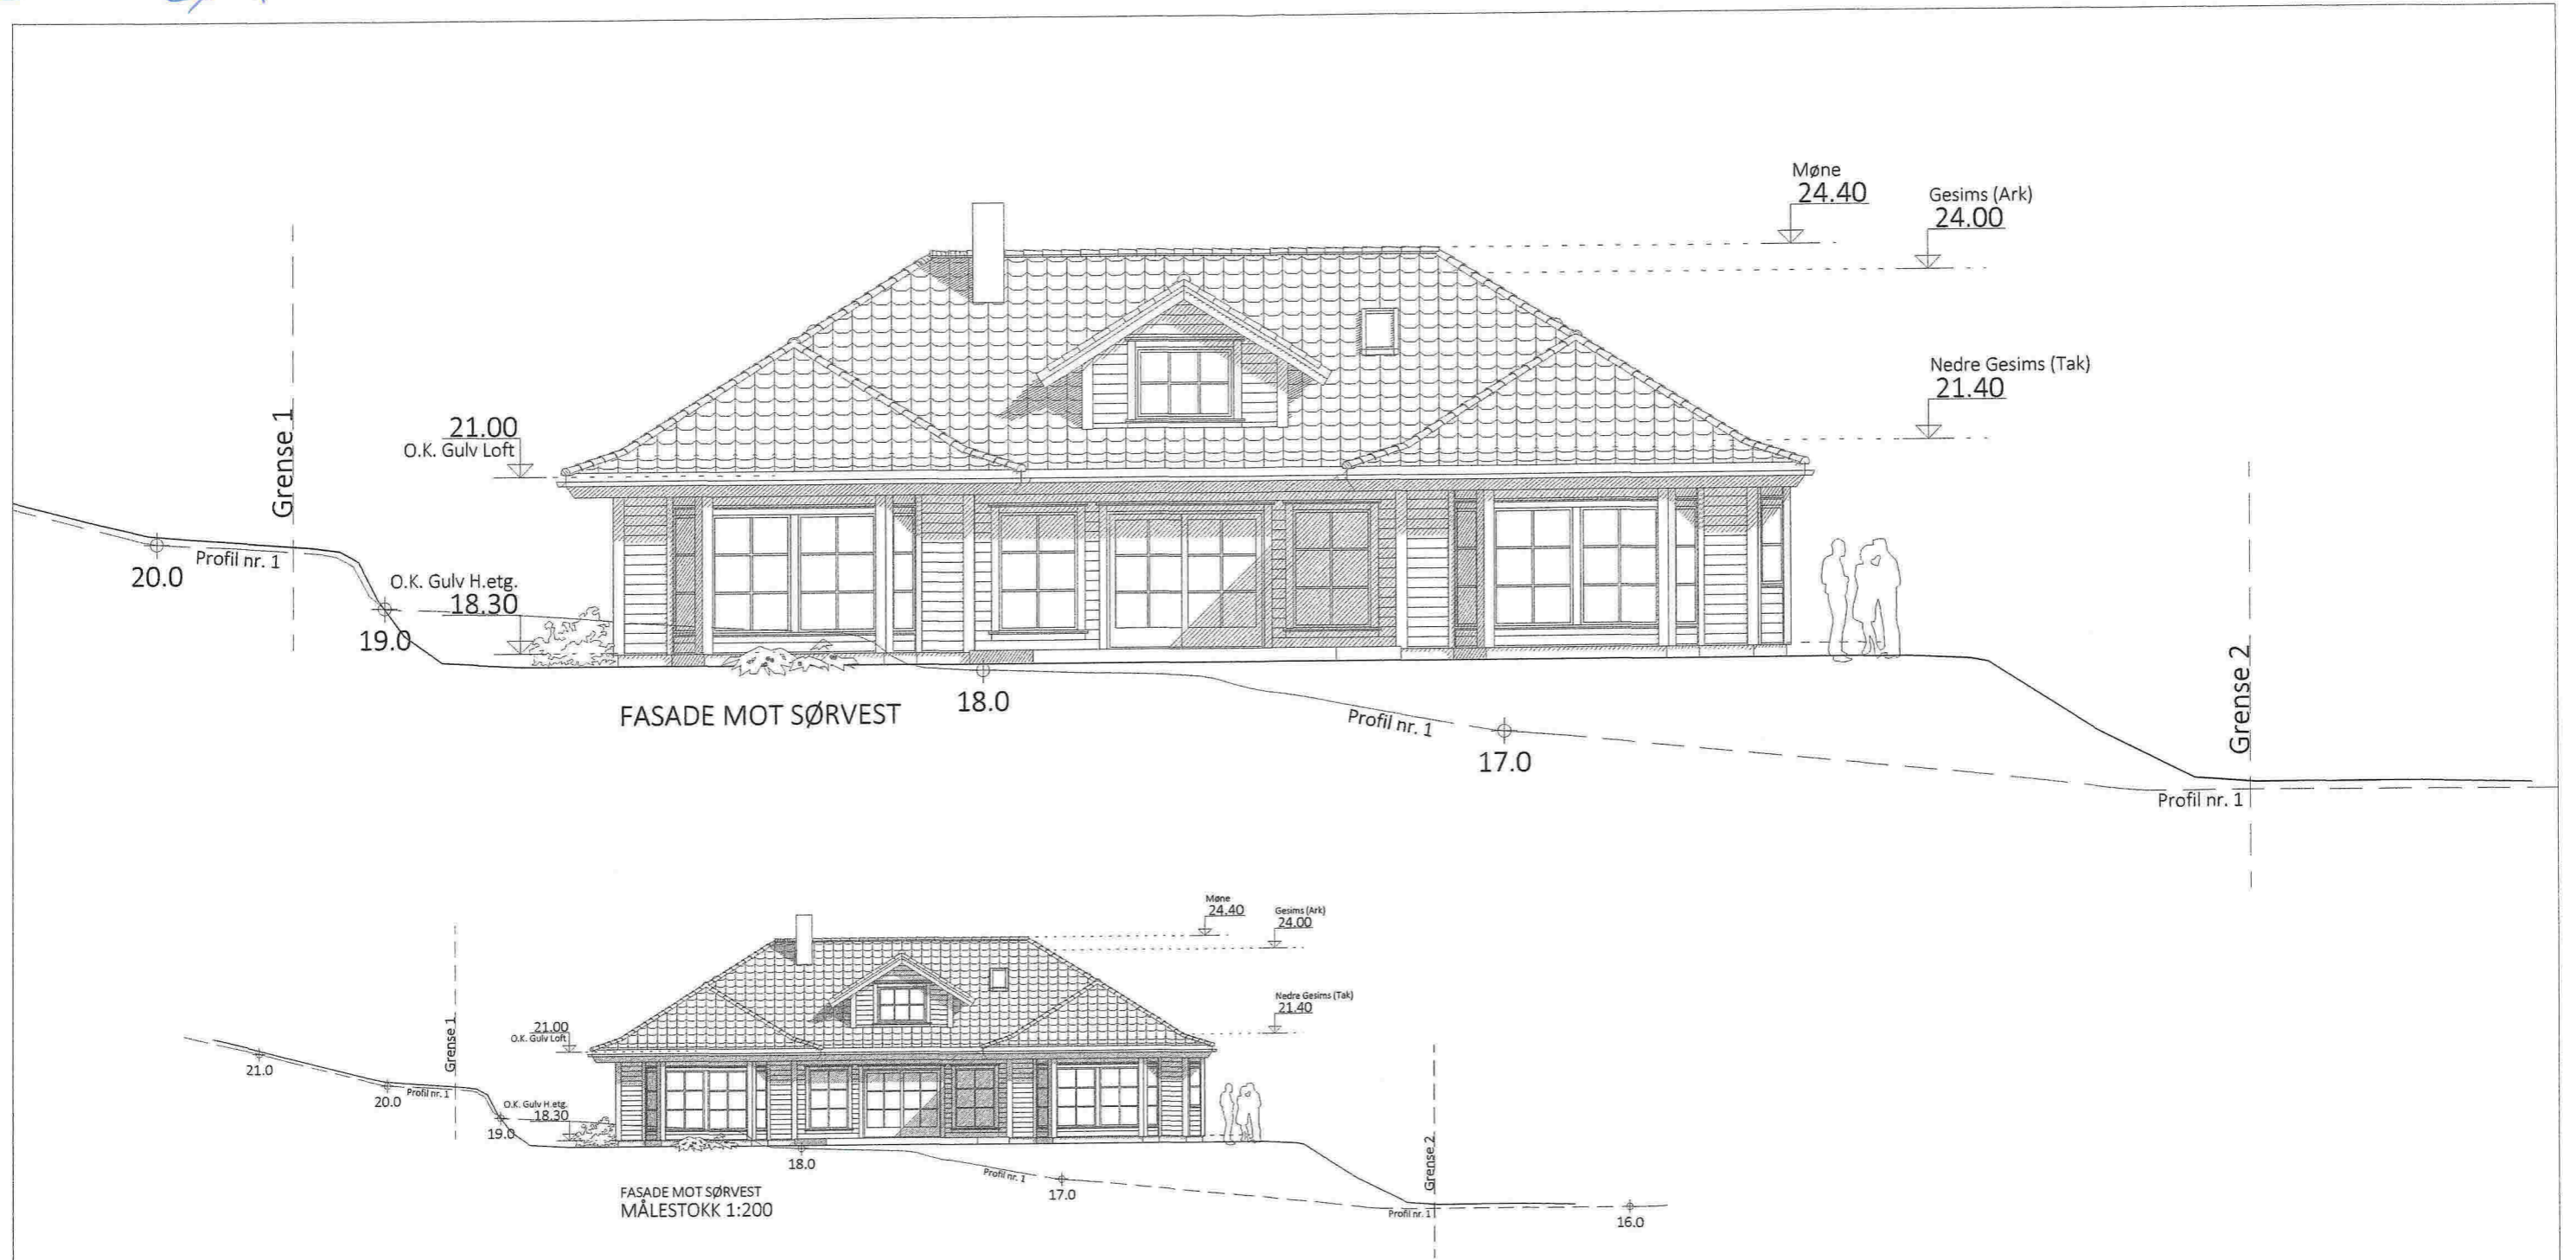 Møne
24.40
Gesims (Ark)
24.00
Nedre Gesims (Tak)
21.40
21.00
O.K. Gulv Loft
Grense 1
Profil nr. 1
20.0
O.K. Gulv H.etg.
18.30
19.0
18.0
FASADE MOT SØRVEST
Profil nr. 1
17.0
Grense 2
Profil nr. 1
Møne
24.40
Gesims (Ark)
24.00
Nedre Gesims (Tak)
21.40
21.00
O.K. Gulv Loft
Grense 1
21.0
20.0
Profil nr. 1
O.K. Gulv H.etg.
18.30
19.0
18.0
Profil nr. 1
17.0
Grense 2
Profil nr. 1
16.0
FASADE MOT SØRVEST
MÅLESTOKK 1:200